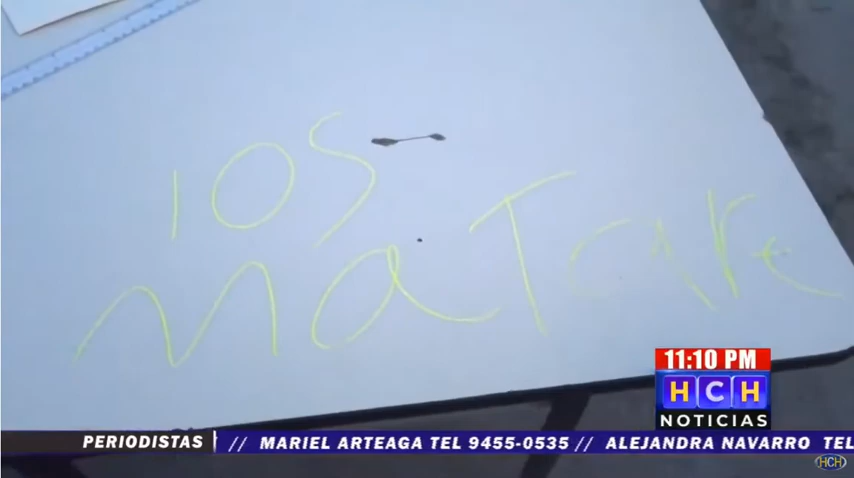 los
MaTare
11:10 PM
HCH
NOTICIAS
PERIODISTAS // MARIEL ARTEAGA TEL 9455-0535 // ALEJANDRA NAVARRO TEL
HCH